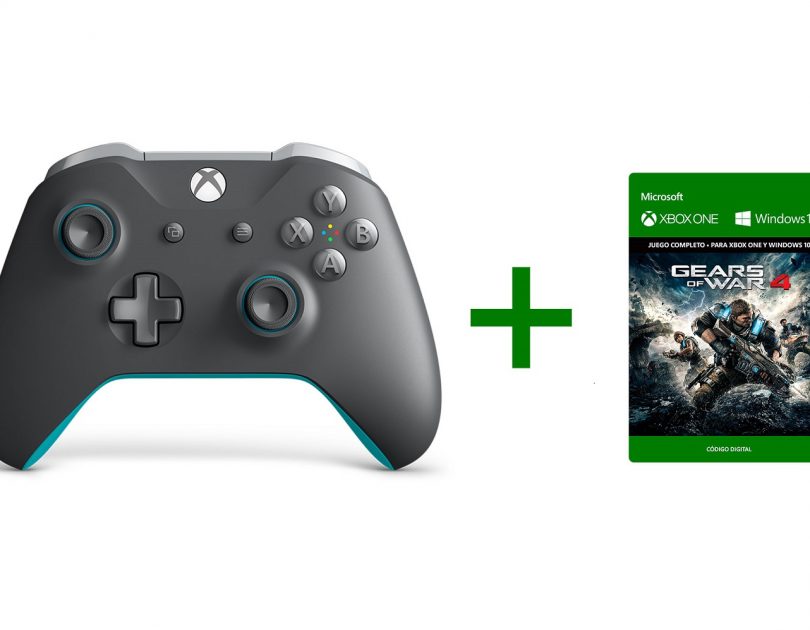 Y
X
B
A
Microsoft
XBOX ONE
Windows 1
JUEGO COMPLETO • PARA XBOX ONE Y WINDOWS 10
GEARS
OF WAR 4
CÓDIGO DIGITAL